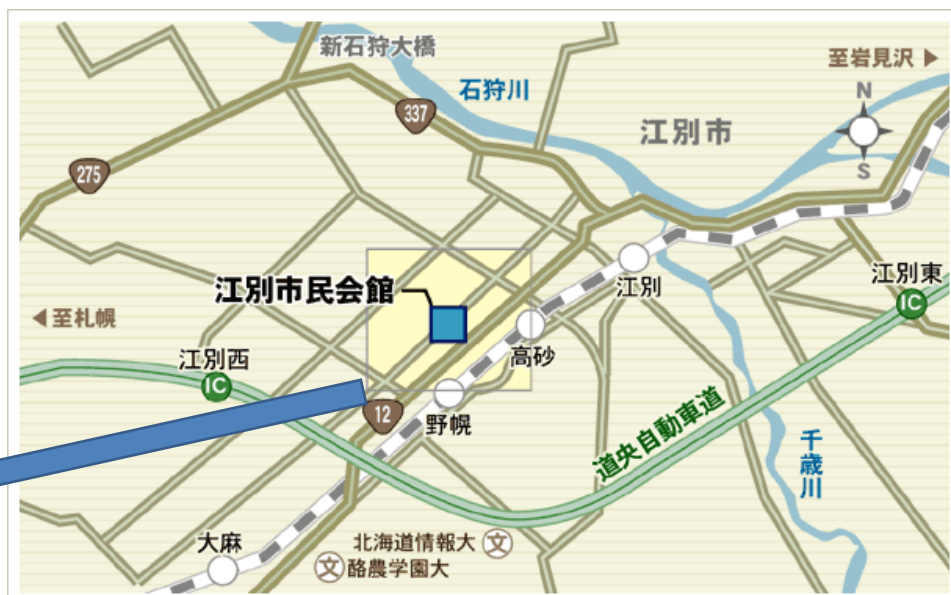 新石狩大橋
至岩見沢 ▶
石狩川
337
N
江別市
S
275
江別市民会館
江別
江別東
IC
◀至札幌
高砂
江別西
IC
12
野幌
道央自動車道
千歳川
大麻
北海道情報大 文
文 酪農学園大